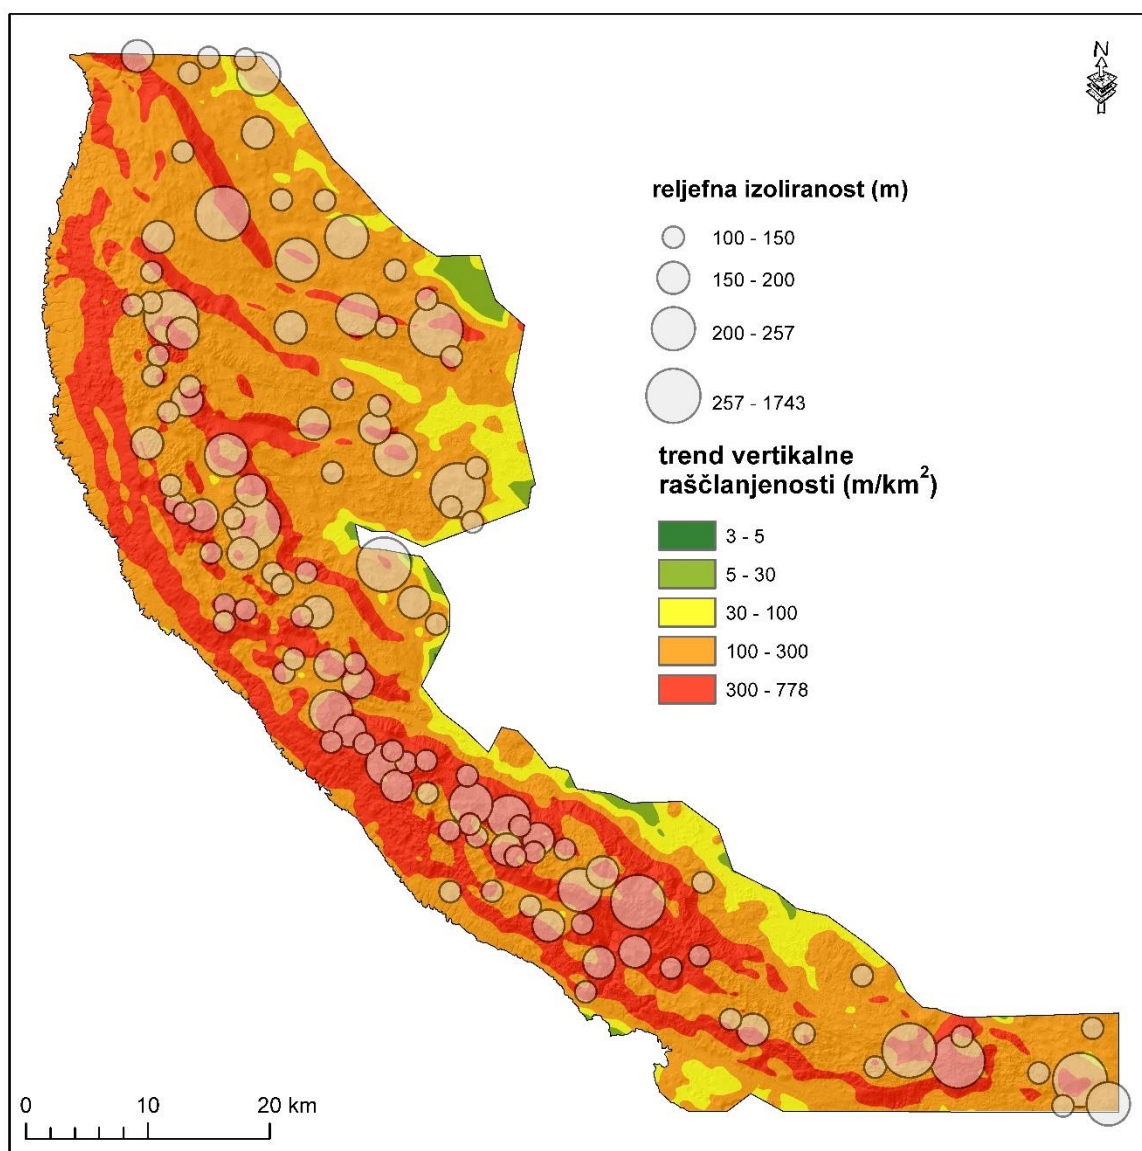 N
reljefna izoliranost (m)
100 - 150
150 - 200
200 - 257
257 - 1743
trend vertikalne
raščlanjenosti (m/km²)
3 - 5
5 - 30
30 - 100
100 - 300
300 - 778
0 10 20 km